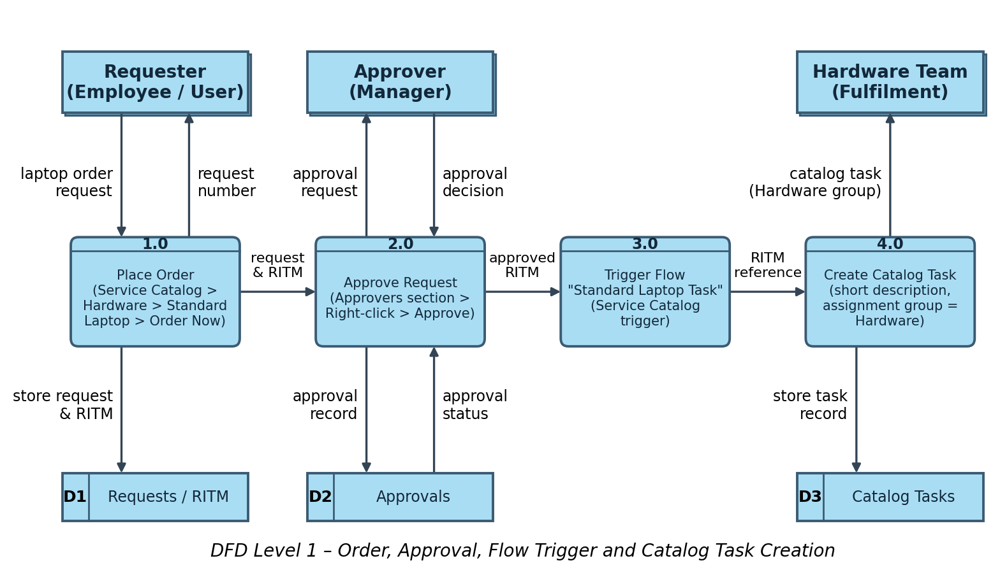 Requester
(Employee / User)
Approver
(Manager)
Hardware Team
(Fulfilment)
laptop order
request
request
number
approval
request
approval
decision
catalog task
(Hardware group)
1.0
Place Order
(Service Catalog >
Hardware > Standard
Laptop > Order Now)
request
& RITM
2.0
Approve Request
(Approvers section >
Right-click > Approve)
approved
RITM
3.0
Trigger Flow
"Standard Laptop Task"
(Service Catalog
trigger)
RITM
reference
4.0
Create Catalog Task
(short description,
assignment group =
Hardware)
store request
& RITM
approval
record
approval
status
store task
record
D1 Requests / RITM
D2 Approvals
D3 Catalog Tasks
DFD Level 1 – Order, Approval, Flow Trigger and Catalog Task Creation